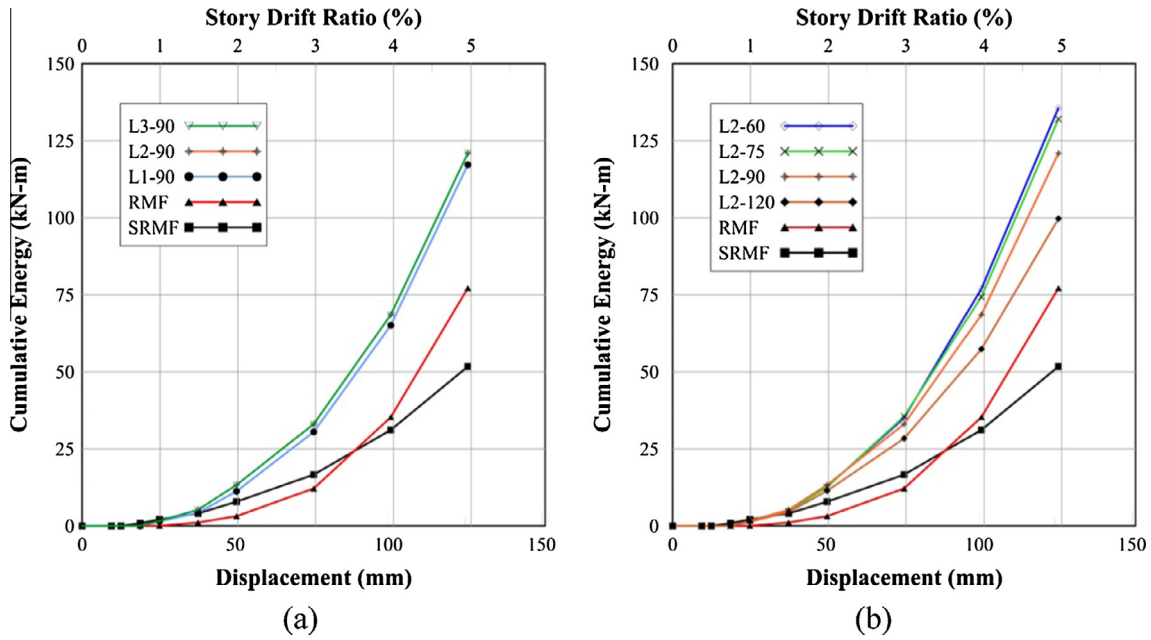 Story Drift Ratio (%)
0 1 2 3 4 5
150
125
100
75
50
25
0
Cumulative Energy (kN-m)
L3-90
L2-90
L1-90
RMF
SRMF
0 50 100 150
Displacement (mm)
(a)
Story Drift Ratio (%)
0 1 2 3 4 5
150
125
100
75
50
25
0
Cumulative Energy (kN-m)
L2-60
L2-75
L2-90
L2-120
RMF
SRMF
0 50 100 150
Displacement (mm)
(b)